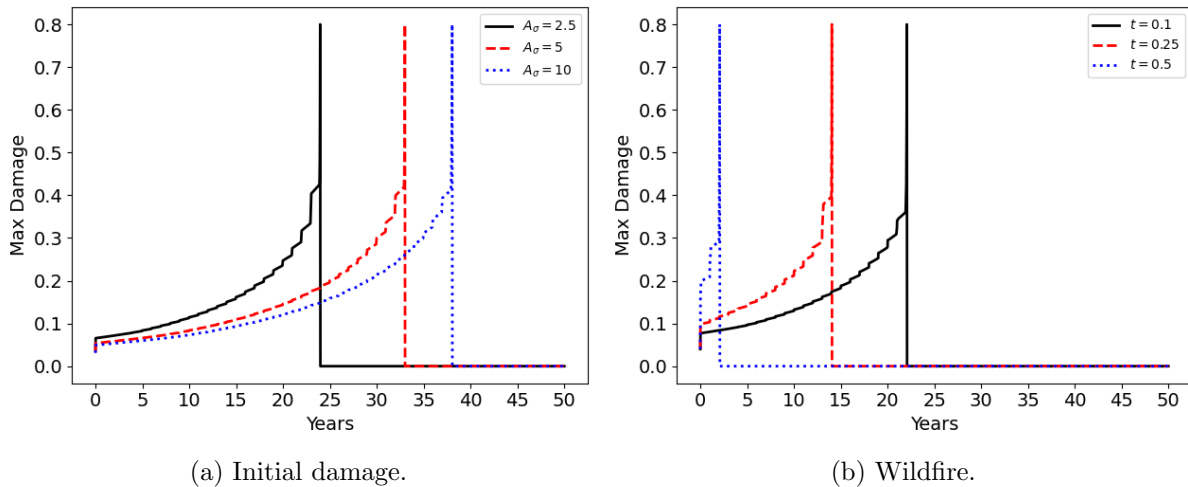 0.8
0.7
0.6
0.5
0.4
0.3
0.2
0.1
0.0
Max Damage
0 5 10 15 20 25 30 35 40 45 50
Years
A_σ = 2.5
A_σ = 5
A_σ = 10
(a) Initial damage.
0.8
0.7
0.6
0.5
0.4
0.3
0.2
0.1
0.0
Max Damage
0 5 10 15 20 25 30 35 40 45 50
Years
t = 0.1
t = 0.25
t = 0.5
(b) Wildfire.